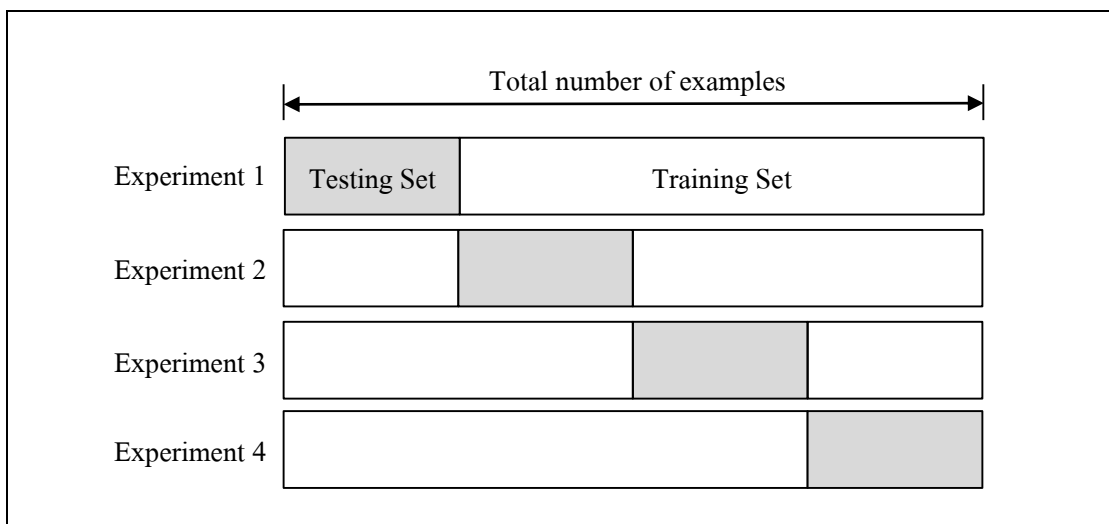 Total number of examples
Experiment 1
Testing Set
Training Set
Experiment 2
Experiment 3
Experiment 4